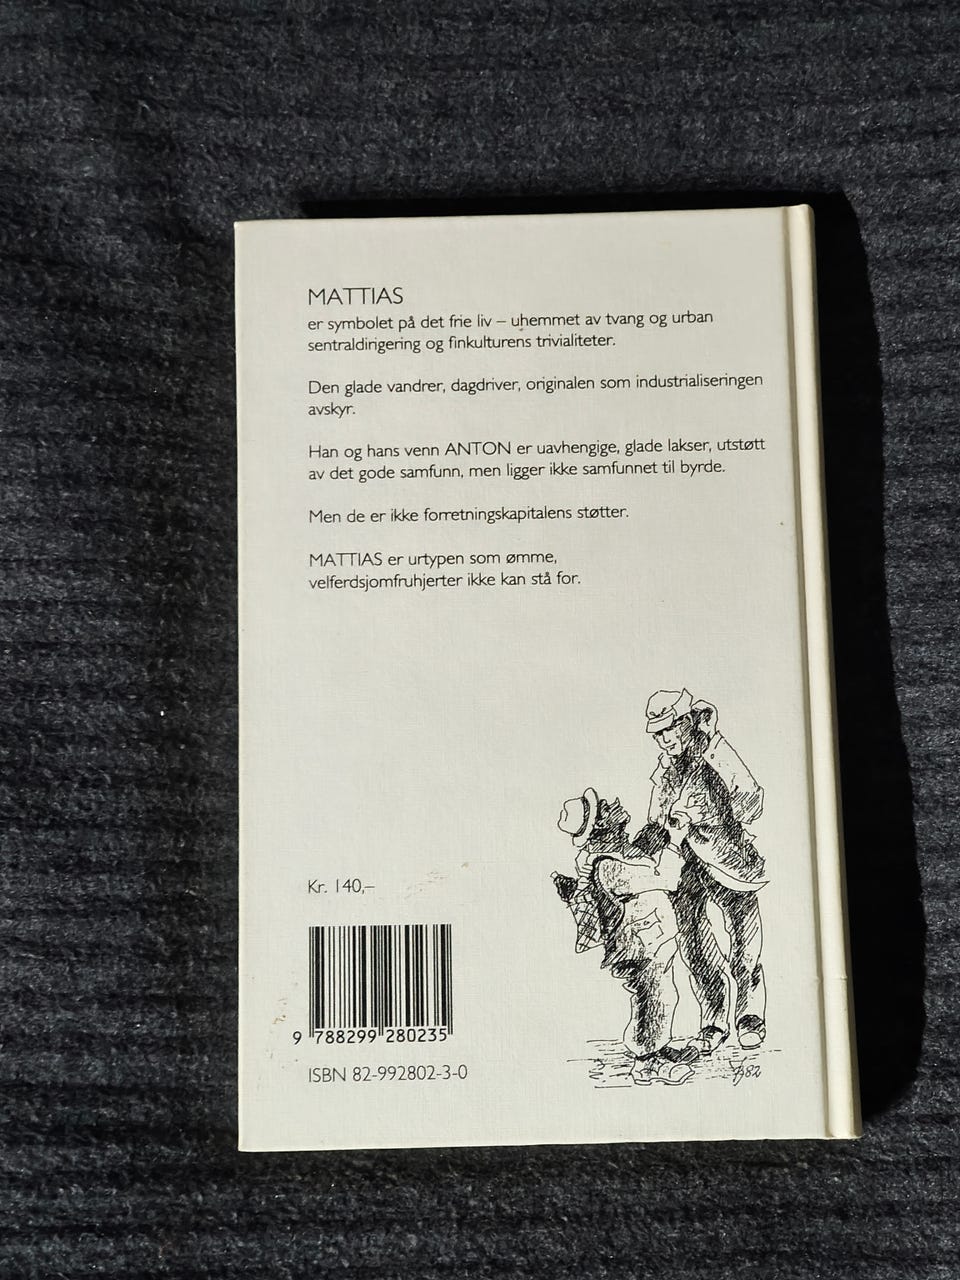 MATTIAS
er symbolet på det frie liv – uhemmet av tvang og urban
sentraldirigering og finkulturens trivialiteter.
Den glade vandrer, dagdriver, originalen som industrialiseringen
avskyr.
Han og hans venn ANTON er uavhengige, glade lakser, utstøtt
av det gode samfunn, men ligger ikke samfunnet til byrde.
Men de er ikke forretningskapitalens støtter.
MATTIAS er urtypen som ømme,
velferdsjomfruhjerter ikke kan stå for.
Kr. 140,–
9 788299 280235
ISBN 82-992802-3-0
82